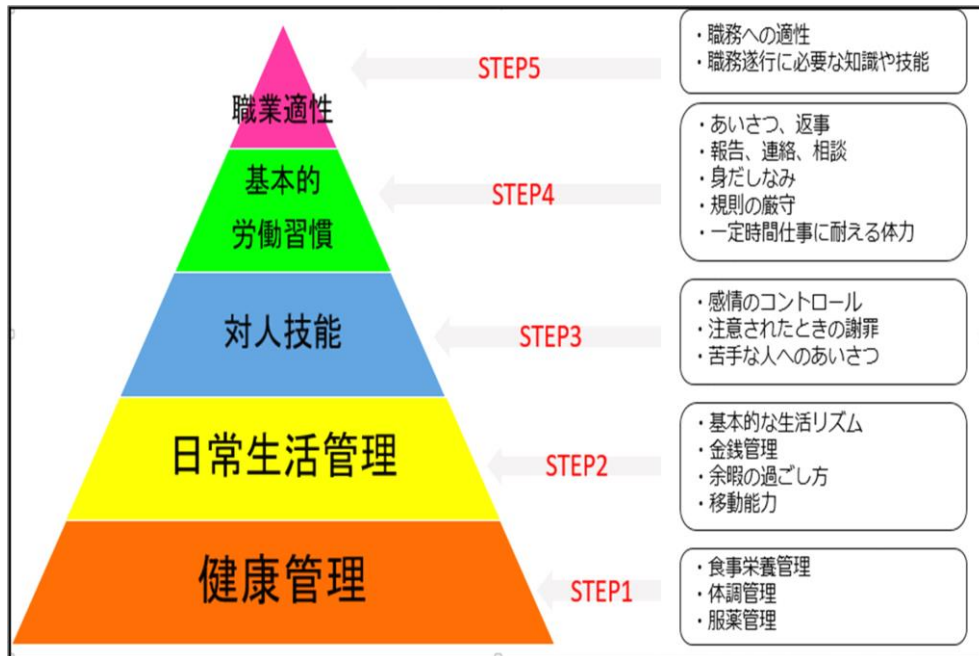 職業適性
STEP5
・職務への適性
・職務遂行に必要な知識や技能
基本的
労働習慣
STEP4
・あいさつ、返事
・報告、連絡、相談
・身だしなみ
・規則の厳守
・一定時間仕事に耐える体力
対人技能
STEP3
・感情のコントロール
・注意されたときの謝罪
・苦手な人へのあいさつ
日常生活管理
STEP2
・基本的な生活リズム
・金銭管理
・余暇の過ごし方
・移動能力
健康管理
STEP1
・食事栄養管理
・体調管理
・服薬管理